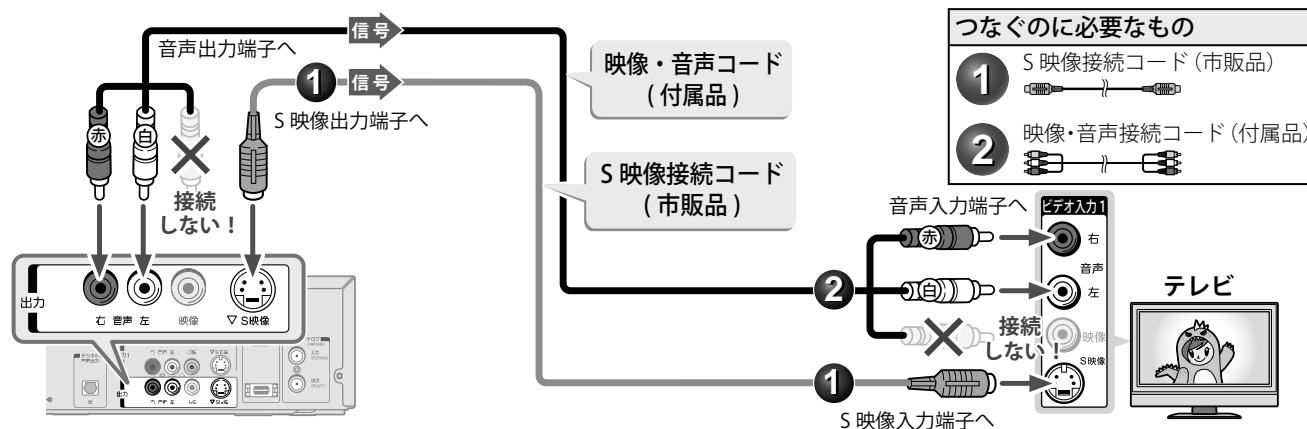 音声出力端子へ
信号
信号
1
S 映像出力端子へ
赤
白
接続
しない！
出力
右 音声 左
映像
▽ S映像
映像・音声コード
( 付属品 )
S 映像接続コード
( 市販品 )
つなぐのに必要なもの
1
S 映像接続コード（市販品）
2
映像・音声接続コード（付属品）
音声入力端子へ
ビデオ入力1
赤
右
音声
2
白
左
接続
しない！
映像
S映像
1
S 映像入力端子へ
テレビ
出力